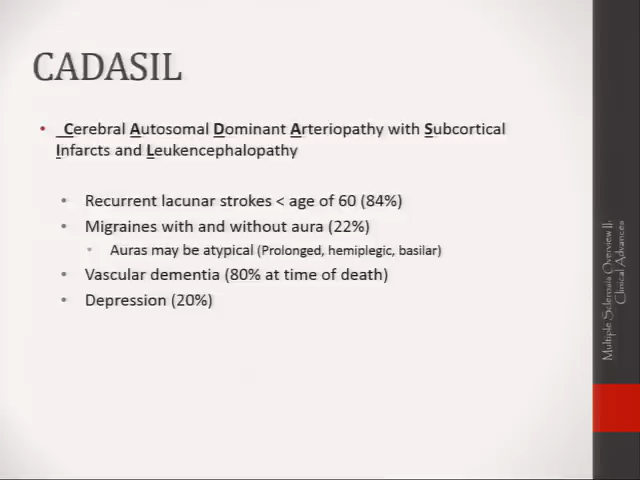 CADASIL
• Cerebral Autosomal Dominant Arteriopathy with Subcortical
Infarcts and Leukencephalopathy
• Recurrent lacunar strokes < age of 60 (84%)
• Migraines with and without aura (22%)
• Auras may be atypical (Prolonged, hemiplegic, basilar)
• Vascular dementia (80% at time of death)
• Depression (20%)
Multiple Sclerosis Overview II.
Clinical Advances